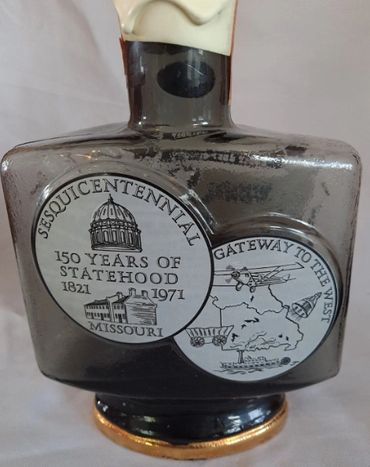 SESQUICENTENNIAL
150 YEARS OF
STATEHOOD
1821 1971
MISSOURI
GATEWAY TO THE WEST